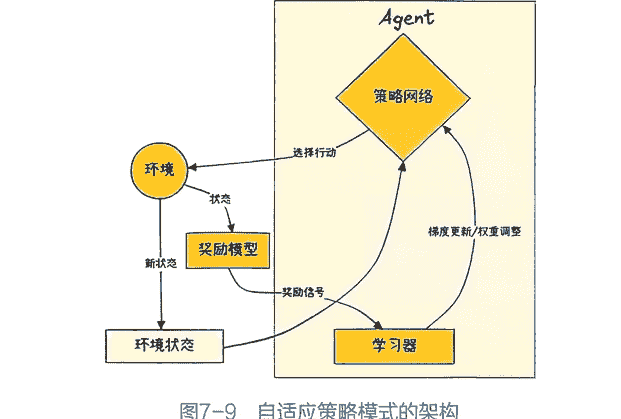 Agent
策略网络
选择行动
环境
状态
梯度更新/权重调整
奖励模型
新状态
奖励信号
环境状态
学习器
图7-9 自适应策略模式的架构